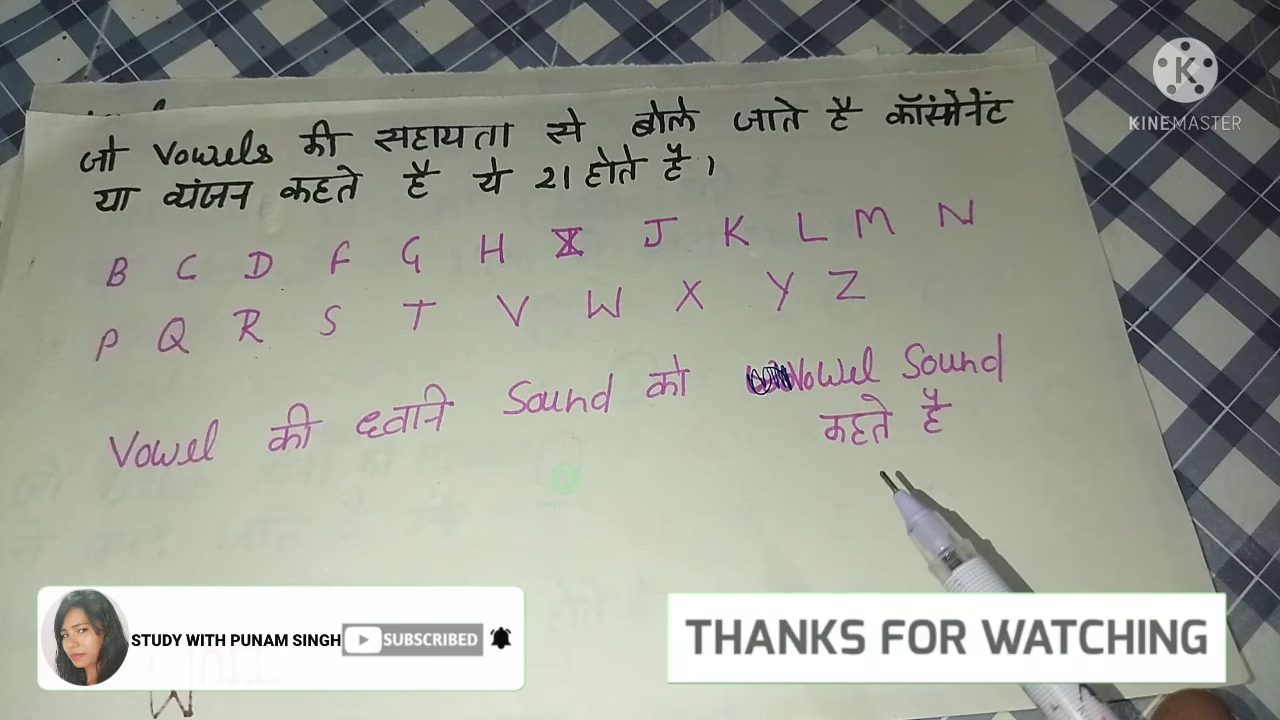 जो Vowels की सहायता से बोले जाते है कॉसोनेंट
या व्यंजन कहते है ये 21 होते है।
B C D F G H J K L M N
P Q R S T V W X Y Z
Vowel की ध्वनि Sound को Vowel Sound
कहते है
K
KINEMASTER
STUDY WITH PUNAM SINGH SUBSCRIBED
THANKS FOR WATCHING